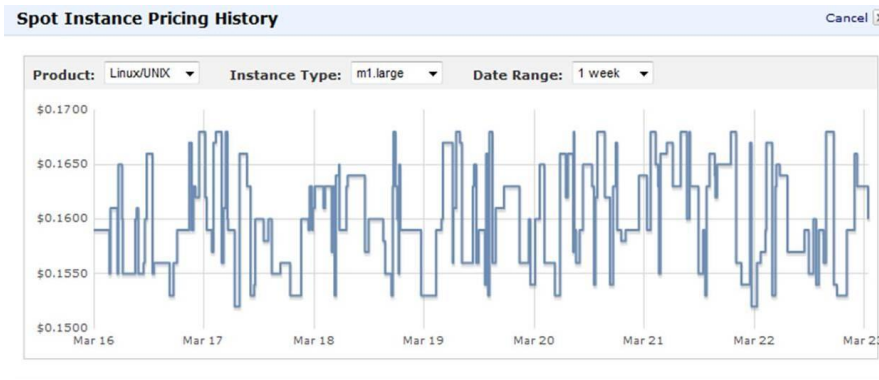 Spot Instance Pricing History
Cancel
Product: Linux/UNIX Instance Type: m1.large Date Range: 1 week
$0.1700
$0.1650
$0.1600
$0.1550
$0.1500
Mar 16 Mar 17 Mar 18 Mar 19 Mar 20 Mar 21 Mar 22 Mar 2